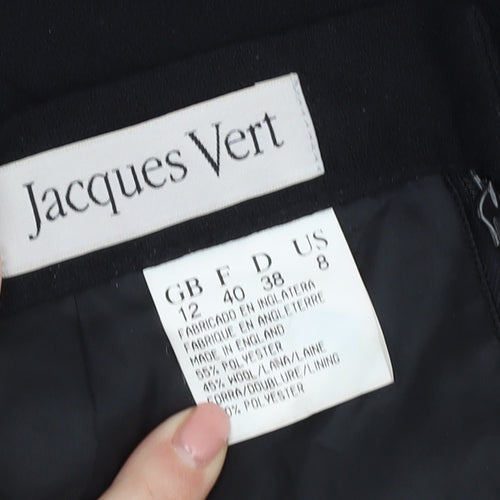 Jacques Vert
GB F D US
12 40 38 8
FABRICADO EN INGLATERA
FABRIQUE EN ANGLETERRE
MADE IN ENGLAND
55% POLYESTER
45% WOOL/LANA/LAINE
FORRA/DOUBLURE/LINING
POLYESTER